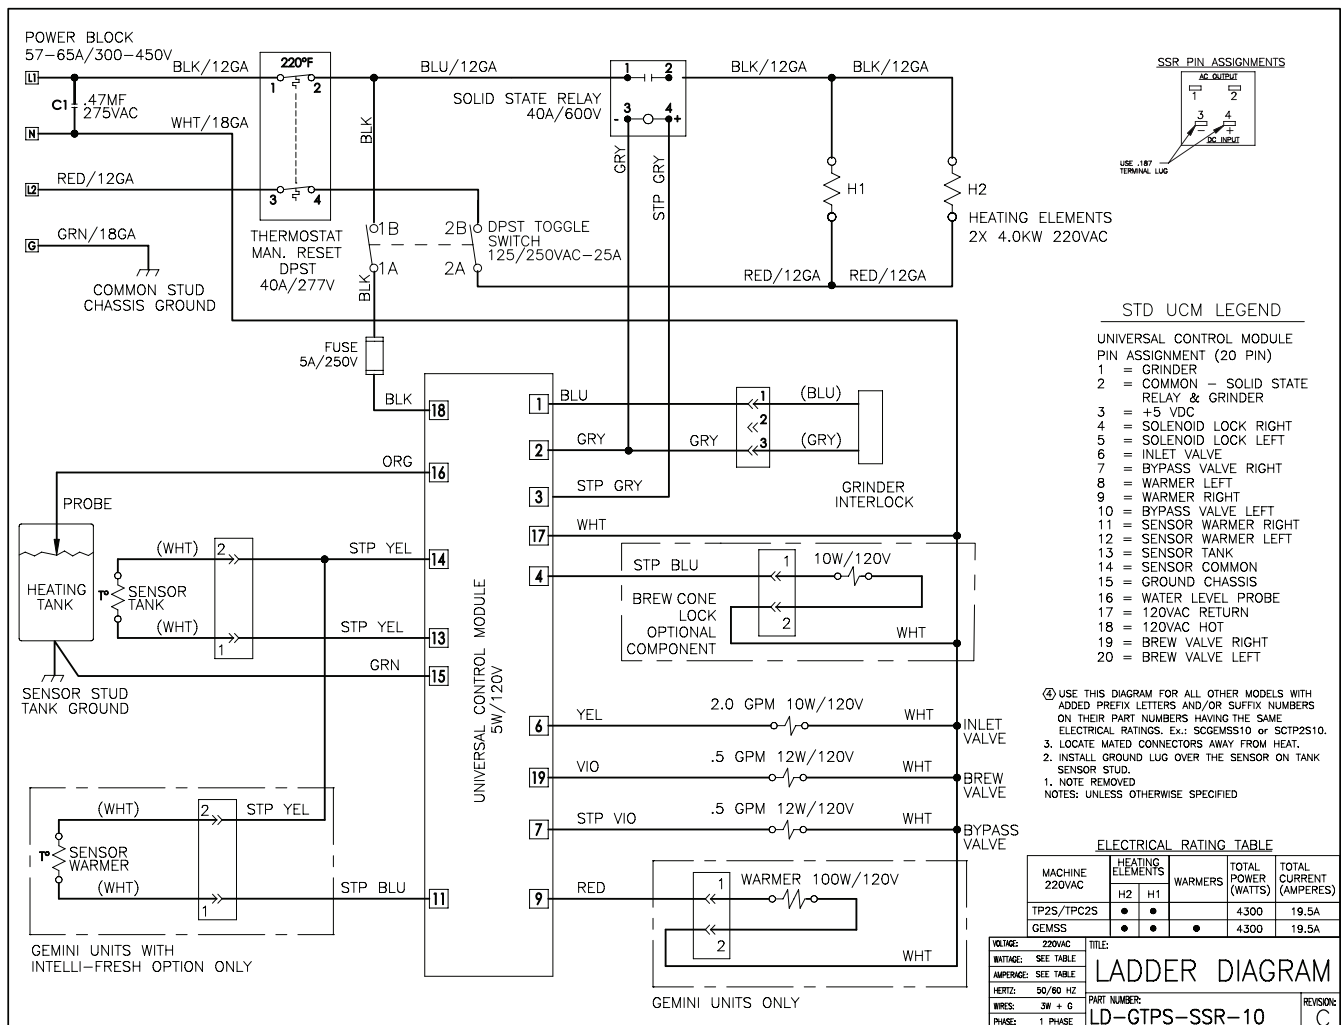 POWER BLOCK
57-65A/300-450V
L1
BLK/12GA
220°F
1 2
BLU/12GA
1 2
BLK/12GA
BLK/12GA
C1
.47MF
275VAC
SOLID STATE RELAY
40A/600V
3 4
- +
N
WHT/18GA
BLK
GRY
STP GRY
L2
RED/12GA
3 4
H1
H2
HEATING ELEMENTS
2X 4.0KW 220VAC
G
GRN/18GA
COMMON STUD
CHASSIS GROUND
THERMOSTAT
MAN. RESET
DPST
40A/277V
1B
2B
1A
2A
DPST TOGGLE
SWITCH
125/250VAC-25A
BLK
RED/12GA
RED/12GA
FUSE
5A/250V
BLK
18
SSR PIN ASSIGNMENTS
AC OUTPUT
1 2
3 4
- +
DC INPUT
USE .187
TERMINAL LUG
1
BLU
1
(BLU)
2
2
GRY
GRY
3
(GRY)
3
STP GRY
GRINDER
INTERLOCK
ORG
16
PROBE
17
WHT
HEATING
TANK
T°
SENSOR
TANK
(WHT)
2
STP YEL
14
(WHT)
1
STP YEL
13
GRN
15
SENSOR STUD
TANK GROUND
UNIVERSAL CONTROL MODULE
5W/120V
4
STP BLU
1
10W/120V
BREW CONE
LOCK
OPTIONAL
COMPONENT
2
WHT
6
YEL
2.0 GPM 10W/120V
WHT
INLET
VALVE
19
VIO
.5 GPM 12W/120V
WHT
BREW
VALVE
7
STP VIO
.5 GPM 12W/120V
WHT
BYPASS
VALVE
(WHT)
2
STP YEL
T°
SENSOR
WARMER
(WHT)
1
STP BLU
11
GEMINI UNITS WITH
INTELLI-FRESH OPTION ONLY
9
RED
1
WARMER 100W/120V
2
WHT
GEMINI UNITS ONLY
STD UCM LEGEND
UNIVERSAL CONTROL MODULE
PIN ASSIGNMENT (20 PIN)
1 = GRINDER
2 = COMMON - SOLID STATE
RELAY & GRINDER
3 = +5 VDC
4 = SOLENOID LOCK RIGHT
5 = SOLENOID LOCK LEFT
6 = INLET VALVE
7 = BYPASS VALVE RIGHT
8 = WARMER LEFT
9 = WARMER RIGHT
10 = BYPASS VALVE LEFT
11 = SENSOR WARMER RIGHT
12 = SENSOR WARMER LEFT
13 = SENSOR TANK
14 = SENSOR COMMON
15 = GROUND CHASSIS
16 = WATER LEVEL PROBE
17 = 120VAC RETURN
18 = 120VAC HOT
19 = BREW VALVE RIGHT
20 = BREW VALVE LEFT
4 USE THIS DIAGRAM FOR ALL OTHER MODELS WITH
ADDED PREFIX LETTERS AND/OR SUFFIX NUMBERS
ON THEIR PART NUMBERS HAVING THE SAME
ELECTRICAL RATINGS. Ex.: SCGEMSS10 or SCTP2S10.
3. LOCATE MATED CONNECTORS AWAY FROM HEAT.
2. INSTALL GROUND LUG OVER THE SENSOR ON TANK
SENSOR STUD.
1. NOTE REMOVED
NOTES: UNLESS OTHERWISE SPECIFIED
ELECTRICAL RATING TABLE
MACHINE
220VAC
HEATING
ELEMENTS
H2 H1
WARMERS
TOTAL
POWER
(WATTS)
TOTAL
CURRENT
(AMPERES)
TP2S/TPC2S ● ● 4300 19.5A
GEMSS ● ● ● 4300 19.5A
VOLTAGE: 220VAC
WATTAGE: SEE TABLE
AMPERAGE: SEE TABLE
HERTZ: 50/60 HZ
WIRES: 3W + G
PHASE: 1 PHASE
TITLE:
LADDER DIAGRAM
PART NUMBER:
LD-GTPS-SSR-10
REVISION:
C